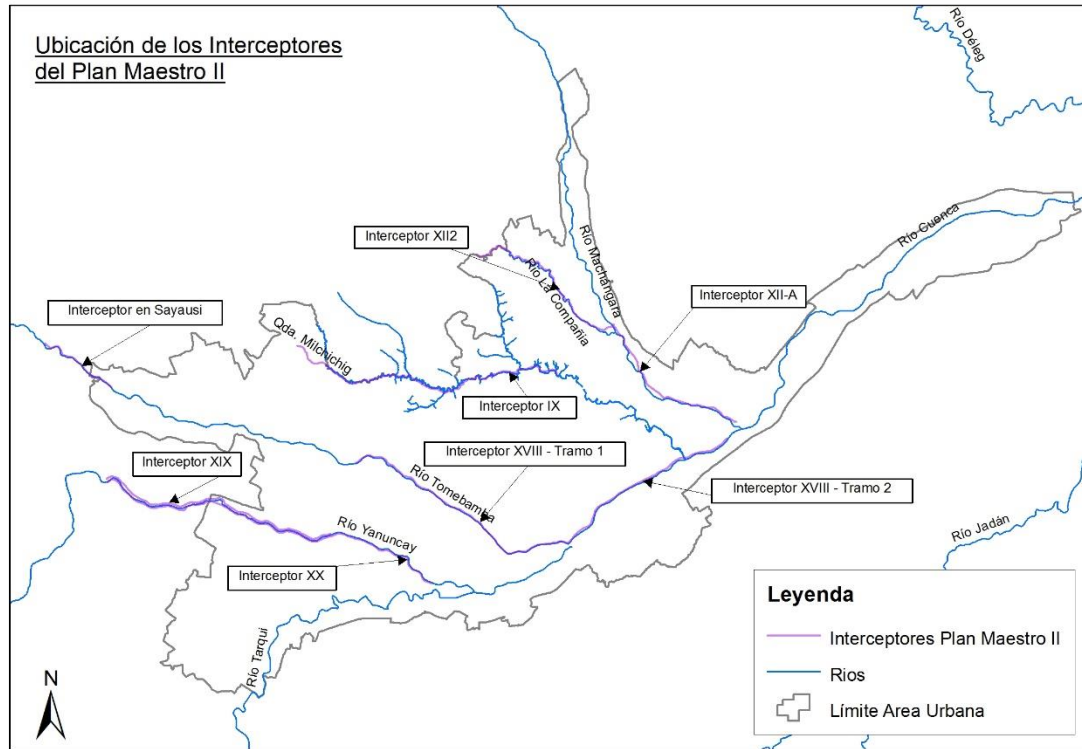 Ubicación de los Interceptores
del Plan Maestro II
Río Déleg
Río Cuenca
Interceptor XII2
Río Machángara
Río La Compañia
Interceptor XII-A
Interceptor en Sayausi
Qda. Milchichig
Interceptor IX
Interceptor XIX
Interceptor XVIII - Tramo 1
Río Tomebamba
Interceptor XVIII - Tramo 2
Río Yanuncay
Río Jadán
Interceptor XX
Río Tarqui
N
Leyenda
Interceptores Plan Maestro II
Rios
Límite Area Urbana